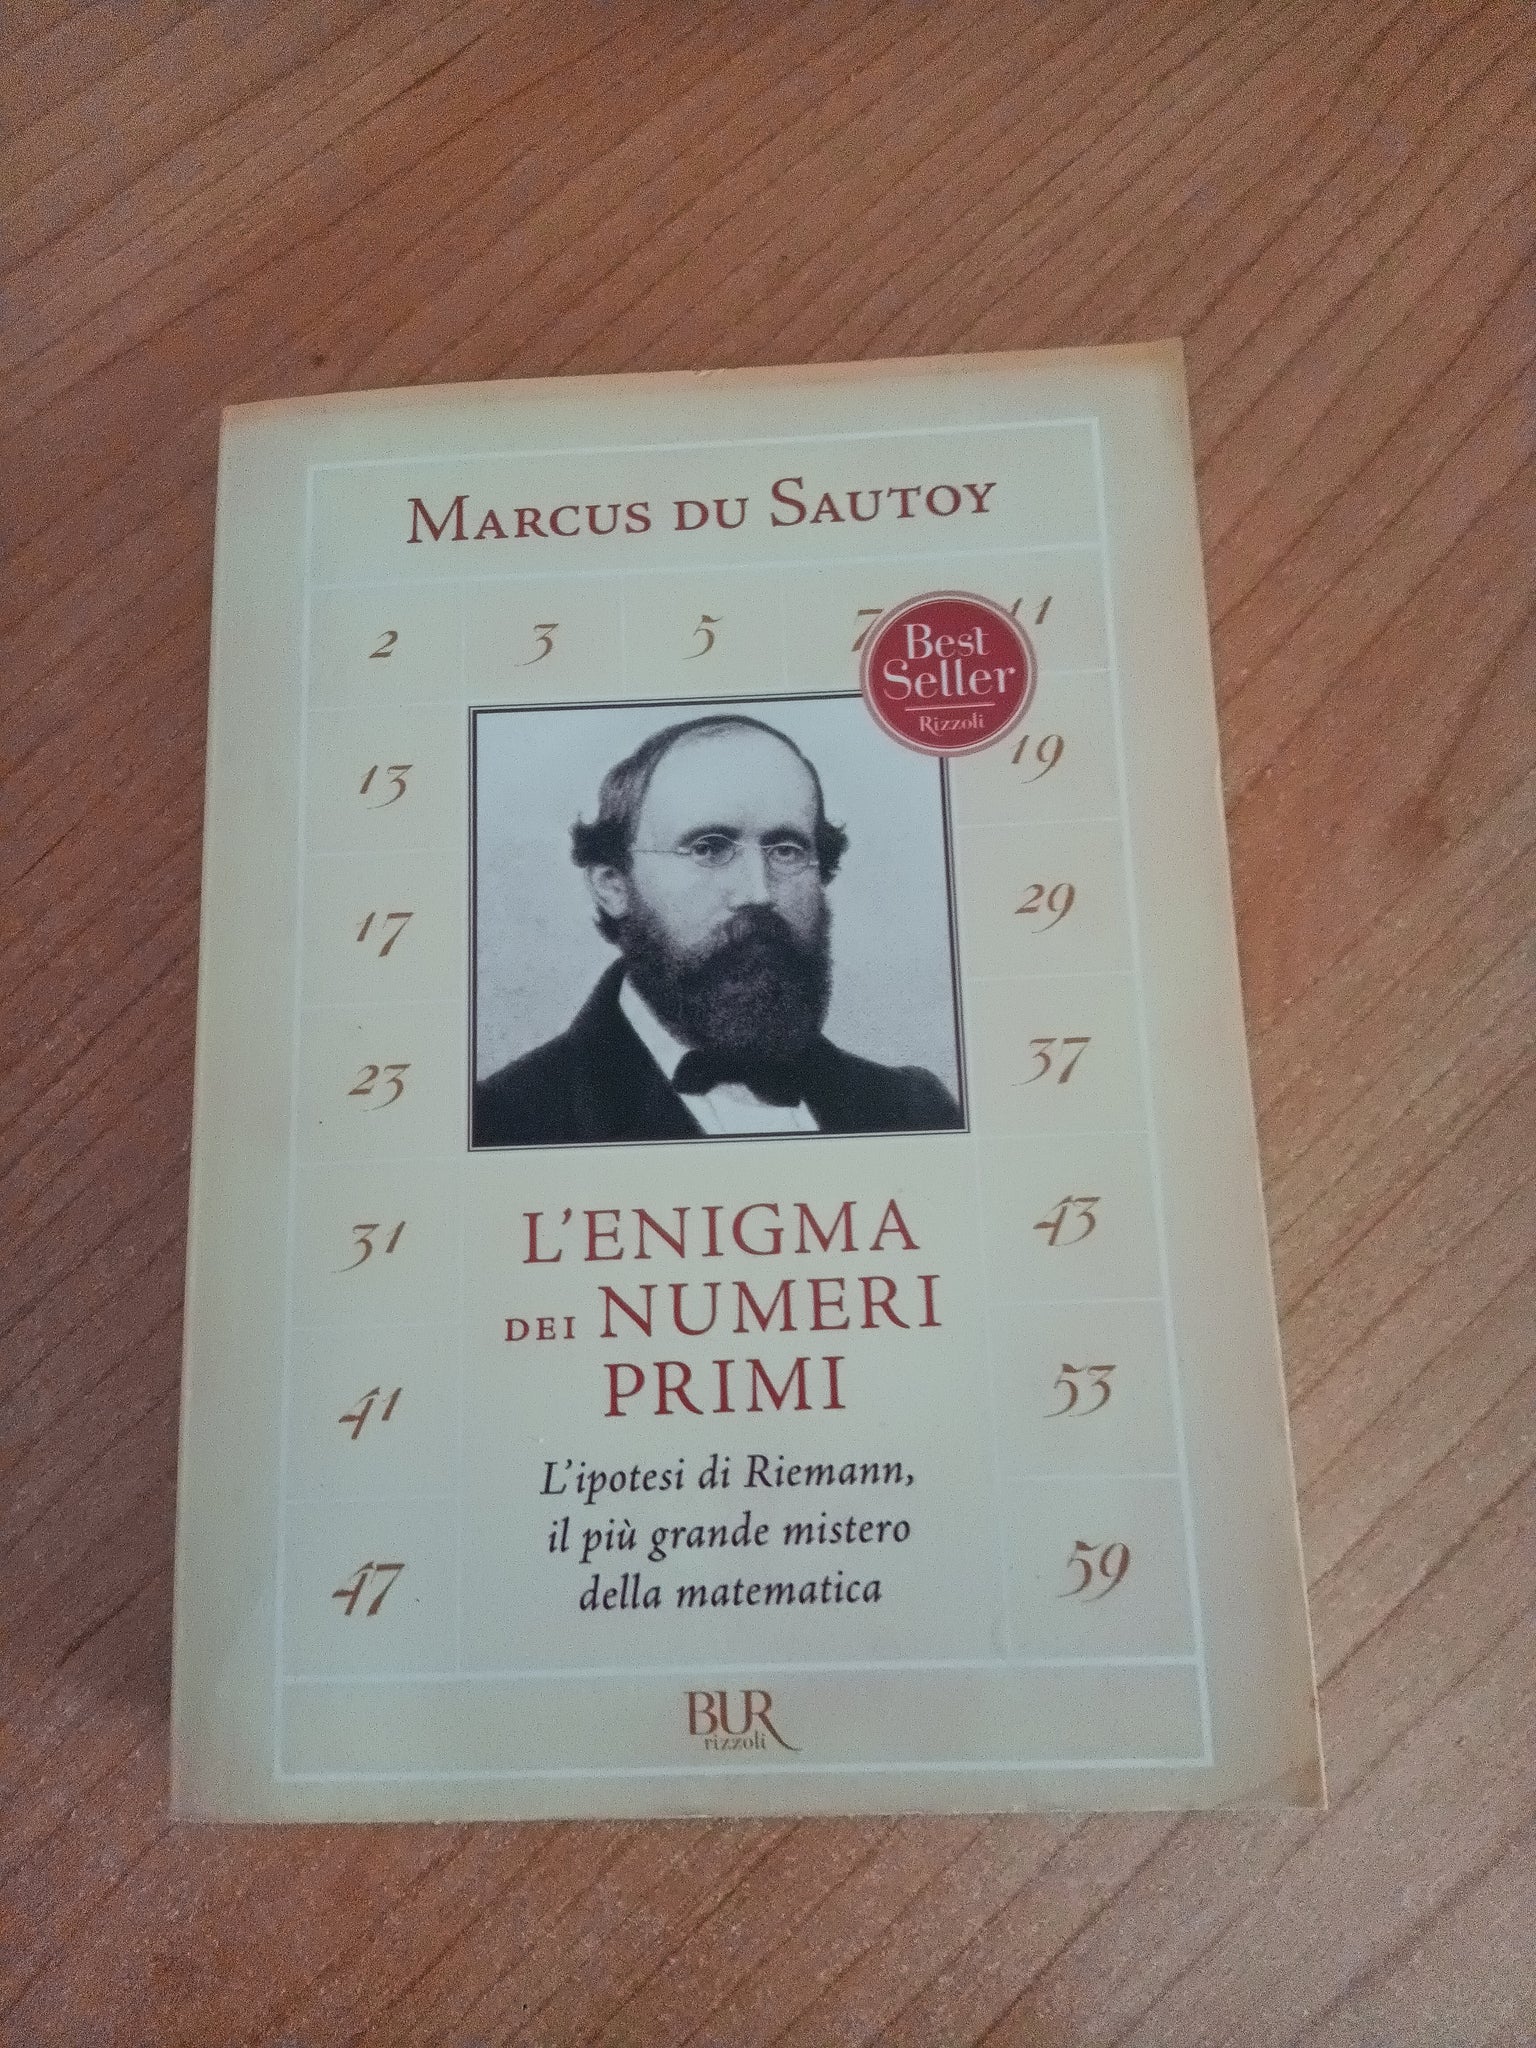 MARCUS DU SAUTOY
2 3 5 7 11
Best
Seller
Rizzoli
13 19
17 29
23 37
31 43
41 53
47 59
L'ENIGMA
DEI NUMERI
PRIMI
L'ipotesi di Riemann,
il più grande mistero
della matematica
BUR
rizzoli